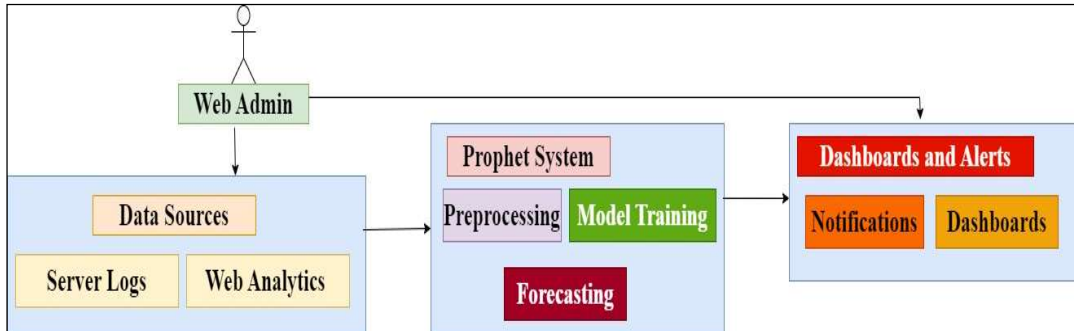 Web Admin
Data Sources
Server Logs
Web Analytics
Prophet System
Preprocessing
Model Training
Forecasting
Dashboards and Alerts
Notifications
Dashboards